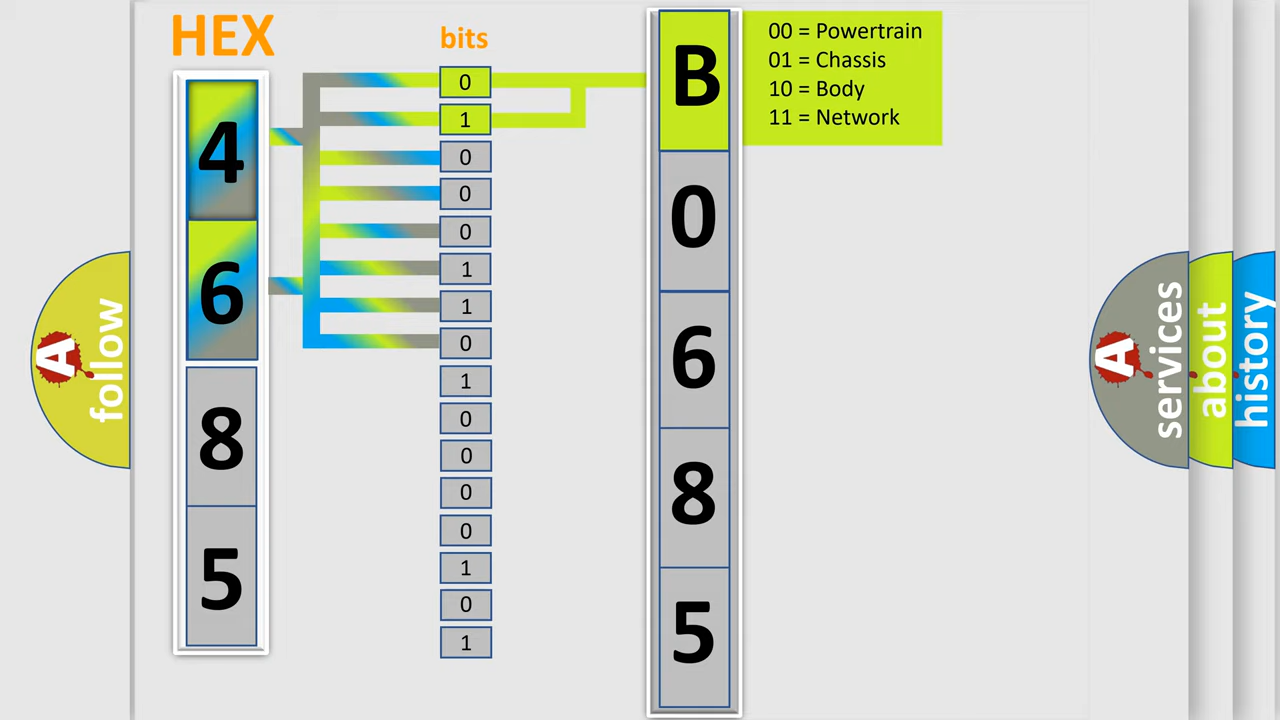 HEX
4
6
8
5
bits
0
1
0
0
0
1
1
0
1
0
0
0
0
1
0
1
B
0
6
8
5
00 = Powertrain
01 = Chassis
10 = Body
11 = Network
A
follow
A
services
about
history